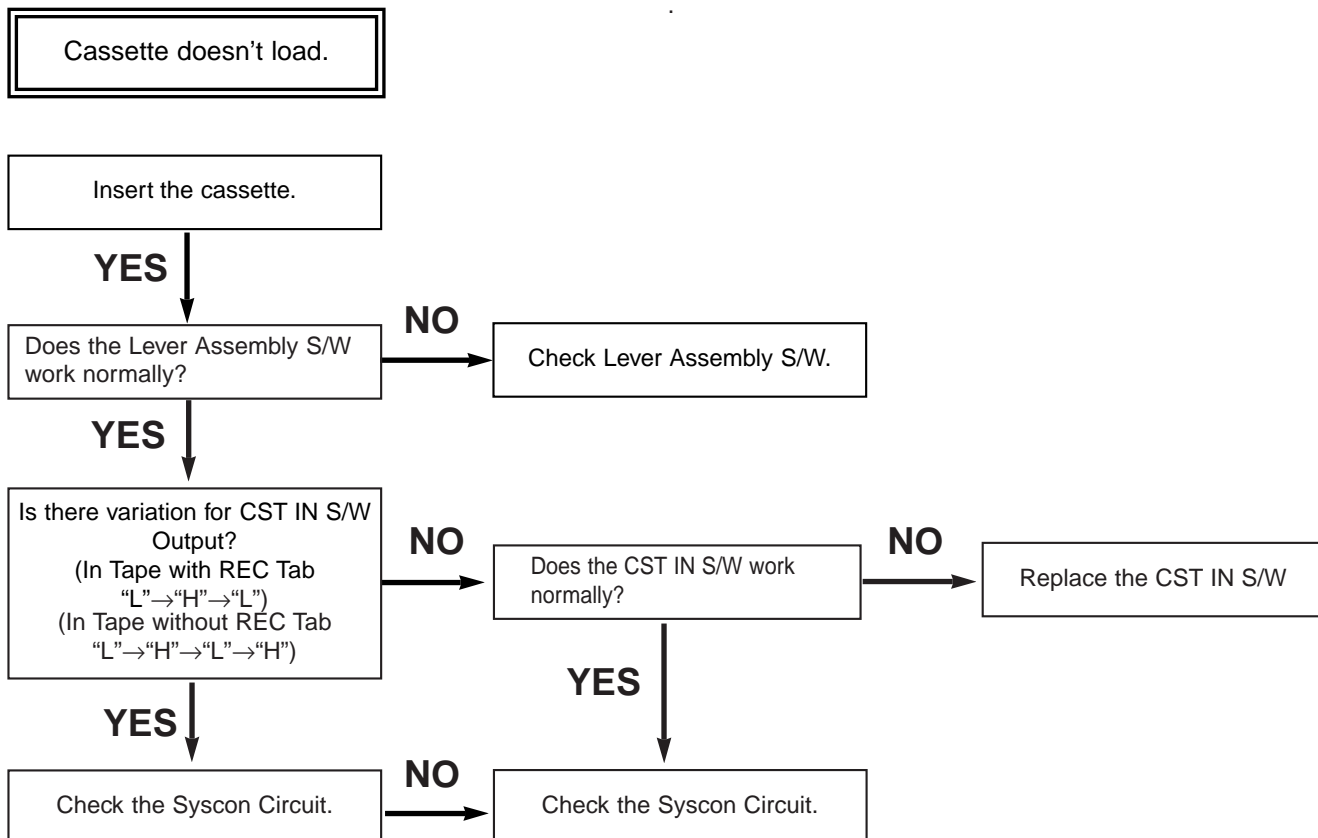 Cassette doesn't load.
Insert the cassette.
YES
Does the Lever Assembly S/W
work normally?
NO
Check Lever Assembly S/W.
YES
Is there variation for CST IN S/W
Output?
(In Tape with REC Tab
“L”→“H”→“L”)
(In Tape without REC Tab
“L”→“H”→“L”→“H”)
NO
Does the CST IN S/W work
normally?
NO
Replace the CST IN S/W
YES
YES
Check the Syscon Circuit.
NO
Check the Syscon Circuit.